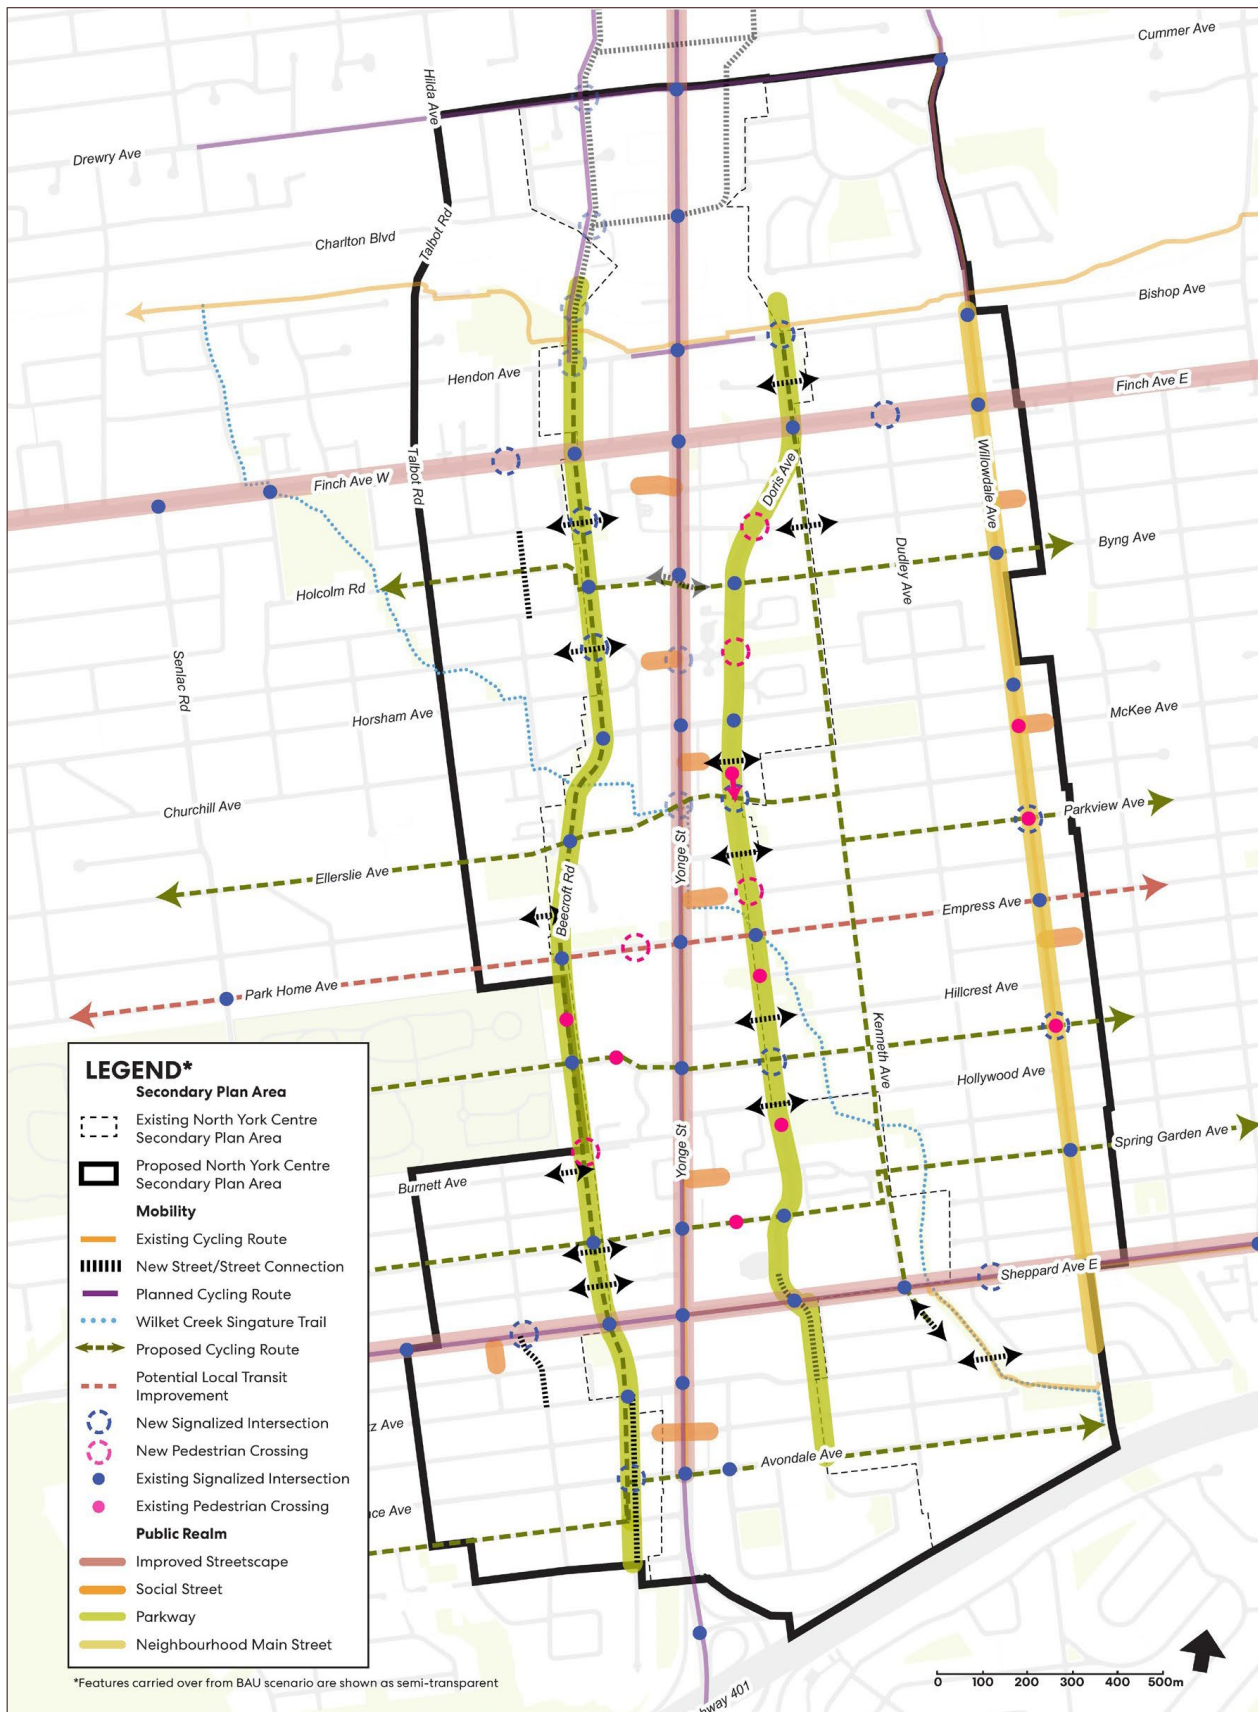 Cummer Ave
Hilda Ave
Drewry Ave
Talbot Rd
Charlton Blvd
Bishop Ave
Hendon Ave
Finch Ave E
Talbot Rd
Finch Ave W
Willowdale Ave
Doris Ave
Byng Ave
Dudley Ave
Holcolm Rd
Senlac Rd
Horsham Ave
McKee Ave
Churchill Ave
Parkview Ave
Yonge St
Ellerslie Ave
Beecroft Rd
Empress Ave
Park Home Ave
Hillcrest Ave
Kenneth Ave
Hollywood Ave
Yonge St
Spring Garden Ave
Burnett Ave
Sheppard Ave E
zz Ave
Avondale Ave
nce Ave
hway 401
LEGEND*
Secondary Plan Area
Existing North York Centre
Secondary Plan Area
Proposed North York Centre
Secondary Plan Area
Mobility
Existing Cycling Route
New Street/Street Connection
Planned Cycling Route
Wilket Creek Singature Trail
Proposed Cycling Route
Potential Local Transit
Improvement
New Signalized Intersection
New Pedestrian Crossing
Existing Signalized Intersection
Existing Pedestrian Crossing
Public Realm
Improved Streetscape
Social Street
Parkway
Neighbourhood Main Street
*Features carried over from BAU scenario are shown as semi-transparent
0 100 200 300 400 500m